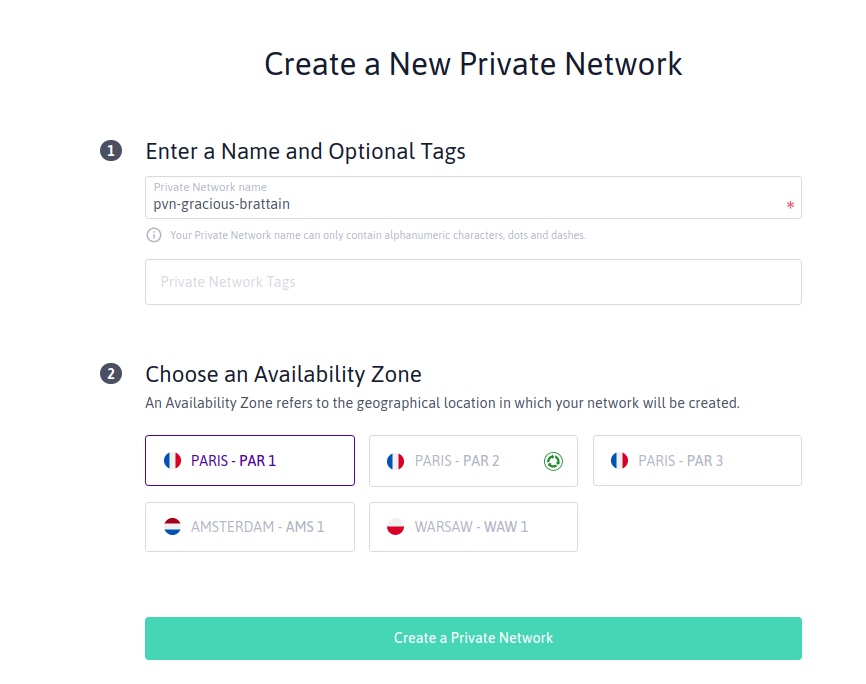 Create a New Private Network
1 Enter a Name and Optional Tags
Private Network name
pvn-gracious-brattain *
Your Private Network name can only contain alphanumeric characters, dots and dashes.
Private Network Tags
2 Choose an Availability Zone
An Availability Zone refers to the geographical location in which your network will be created.
PARIS - PAR 1 PARIS - PAR 2 PARIS - PAR 3
AMSTERDAM - AMS 1 WARSAW - WAW 1
Create a Private Network